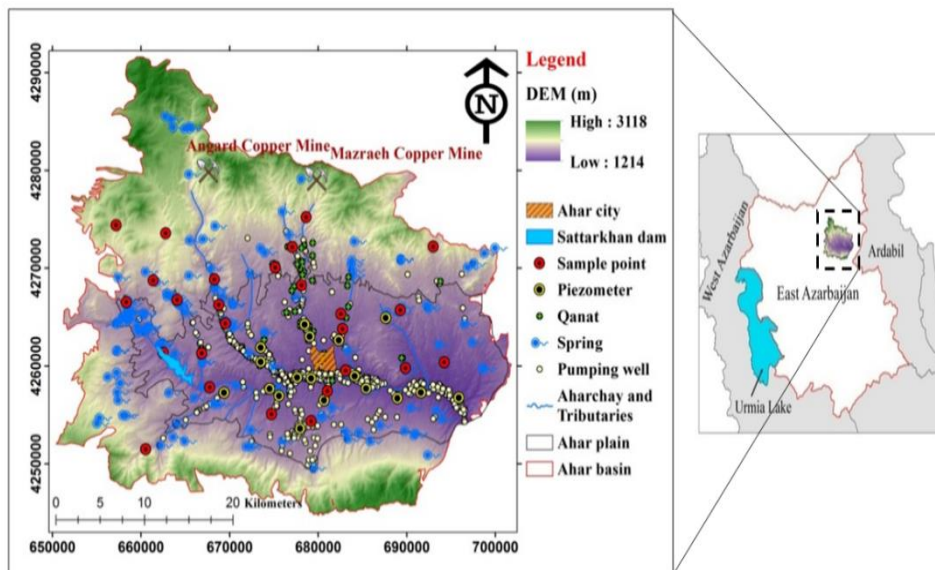 4290000
4280000
4270000
4260000
4250000
Angard Copper Mine
Mazraeh Copper Mine
N
0 5 10 20 Kilometers
650000 660000 670000 680000 690000 700000
Legend
DEM (m)
High : 3118
Low : 1214
Ahar city
Sattarkhan dam
Sample point
Piezometer
Qanat
Spring
Pumping well
Aharchay and
Tributaries
Ahar plain
Ahar basin
West Azarbaijan
Ardabil
East Azarbaijan
Urmia Lake